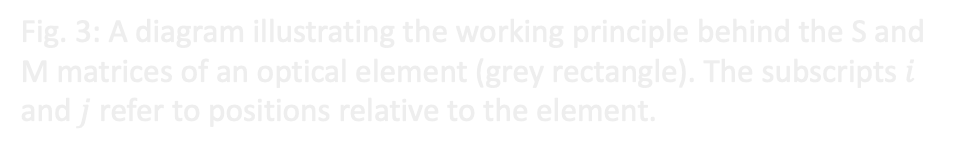 Fig. 3: A diagram illustrating the working principle behind the S and
M matrices of an optical element (grey rectangle). The subscripts i
and j refer to positions relative to the element.